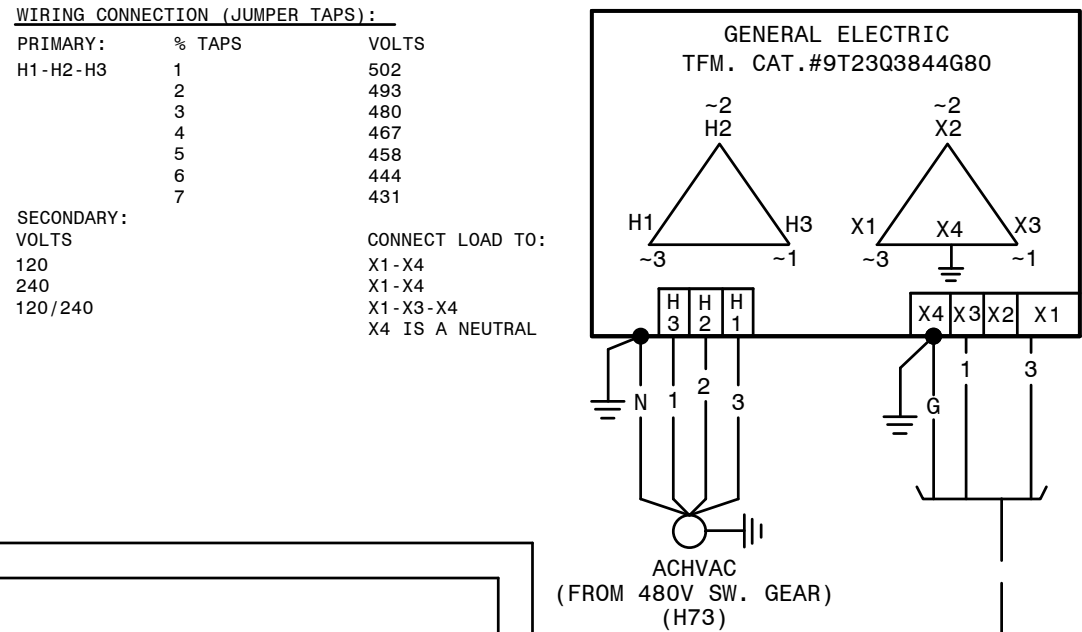 WIRING CONNECTION (JUMPER TAPS):
PRIMARY: % TAPS VOLTS
H1-H2-H3 1 502
2 493
3 480
4 467
5 458
6 444
7 431
SECONDARY:
VOLTS CONNECT LOAD TO:
120 X1-X4
240 X1-X4
120/240 X1-X3-X4
X4 IS A NEUTRAL
GENERAL ELECTRIC
TFM. CAT.#9T23Q3844G80
~2 ~2
H2 X2
H1 H3 X1 X4 X3
~3 ~1 ~3 ~1
H3 H2 H1 X4 X3 X2 X1
N 1 2 3 G 1 3
ACHVAC
(FROM 480V SW. GEAR)
(H73)